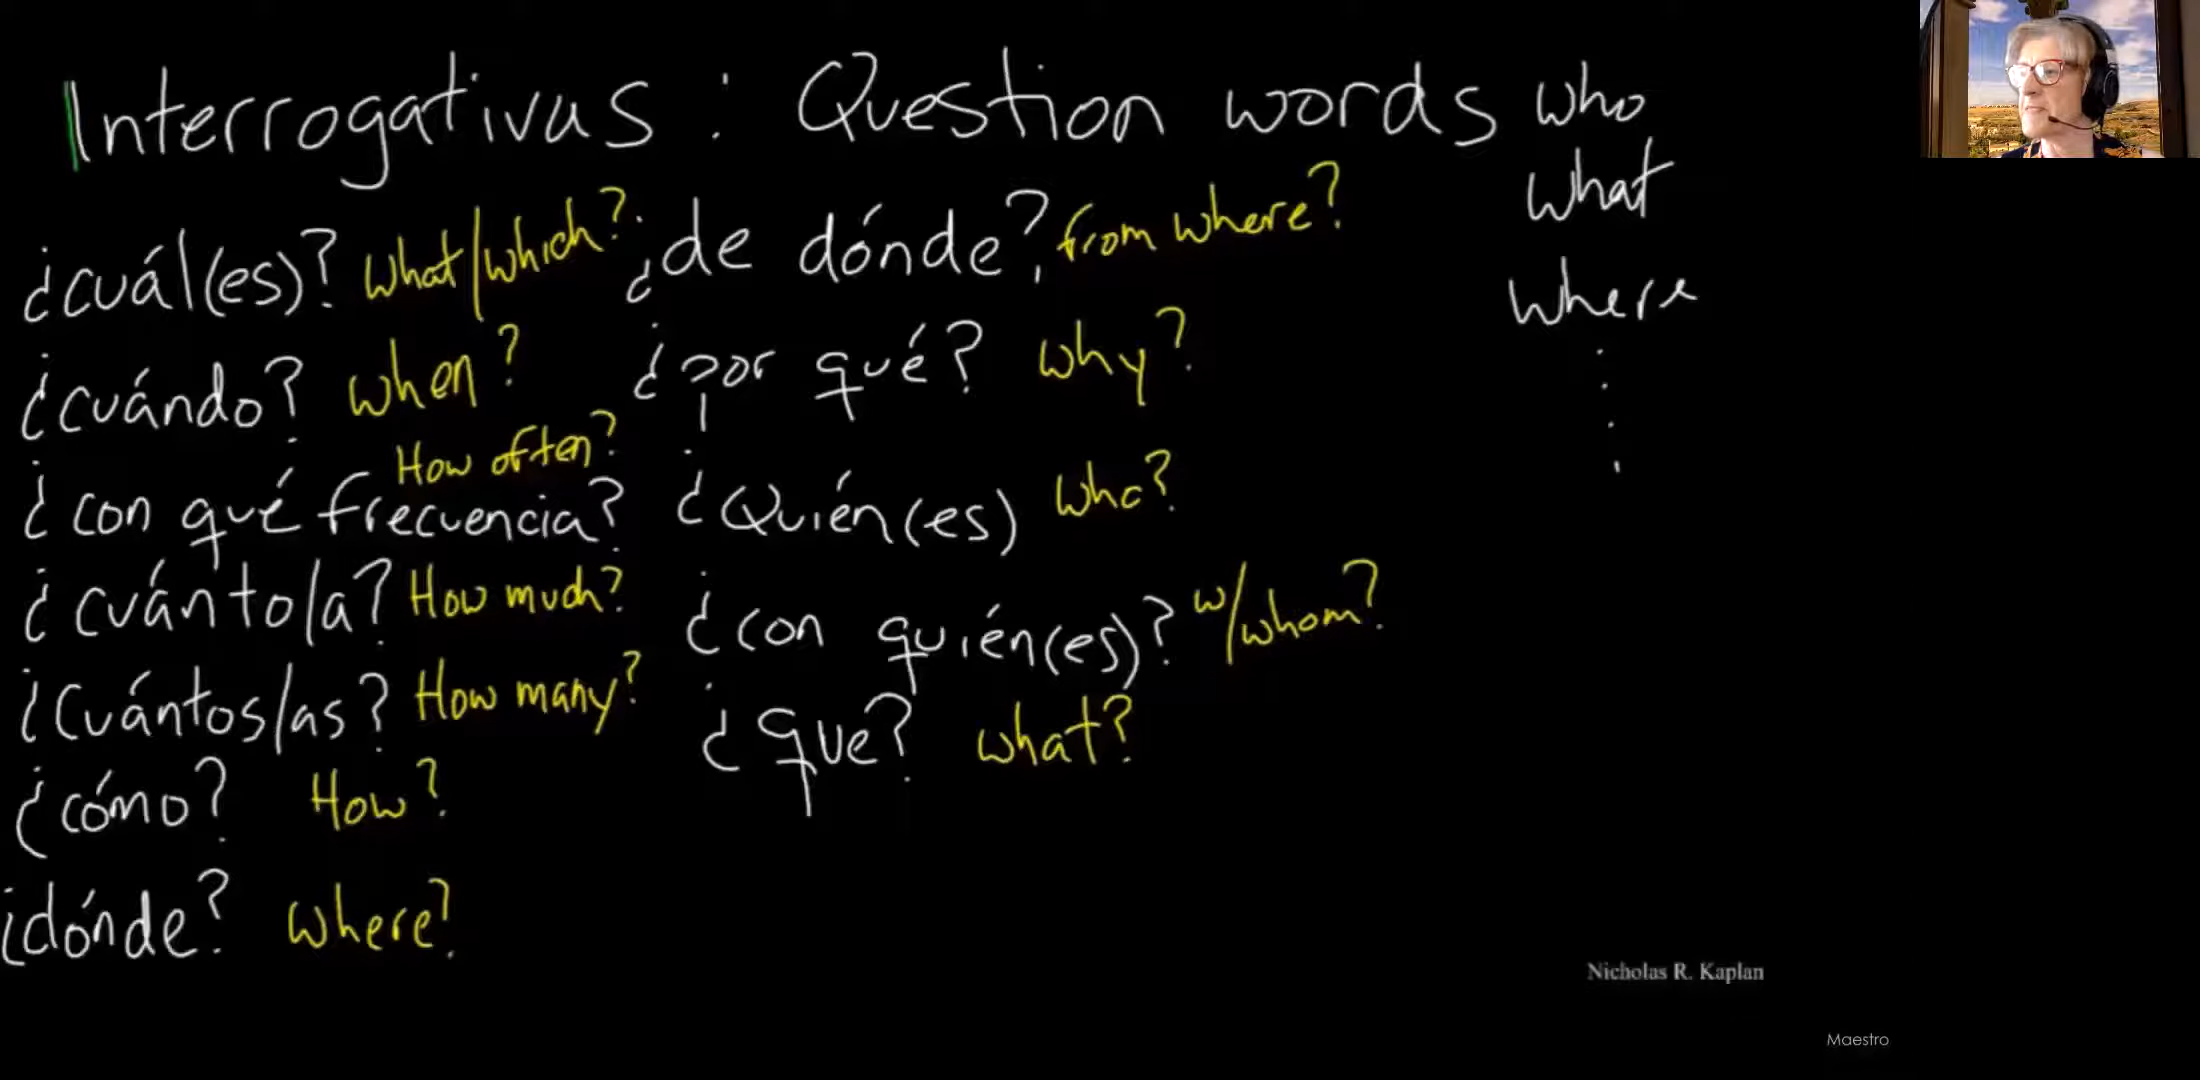 Interrogativas : Question words who
what
where
¿cuál(es)? What/which?
¿cuándo? when?
How often?
¿con qué frecuencia?
¿cuánto/a? How much?
¿Cuántos/as? How many?
¿cómo? How?
¿dónde? where?
¿de dónde? from where?
¿por qué? why?
¿Quién(es) who?
¿con quién(es)? w/whom?
¿que? what?
Nicholas R. Kaplan
Maestro